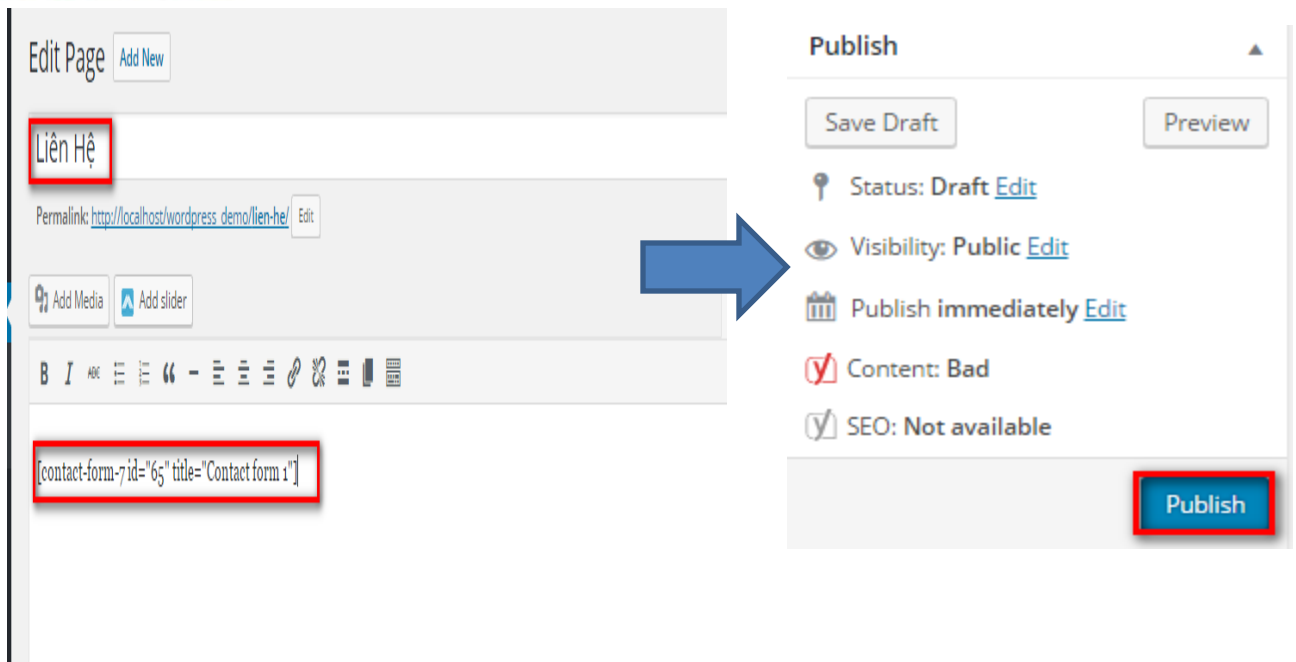 Edit Page Add New
Liên Hệ
Permalink: http://localhost/wordpress_demo/lien-he/ Edit
Add Media Add slider
B I ABC
[contact-form-7 id="65" title="Contact form 1"]
Publish
Save Draft Preview
Status: Draft Edit
Visibility: Public Edit
Publish immediately Edit
Content: Bad
SEO: Not available
Publish